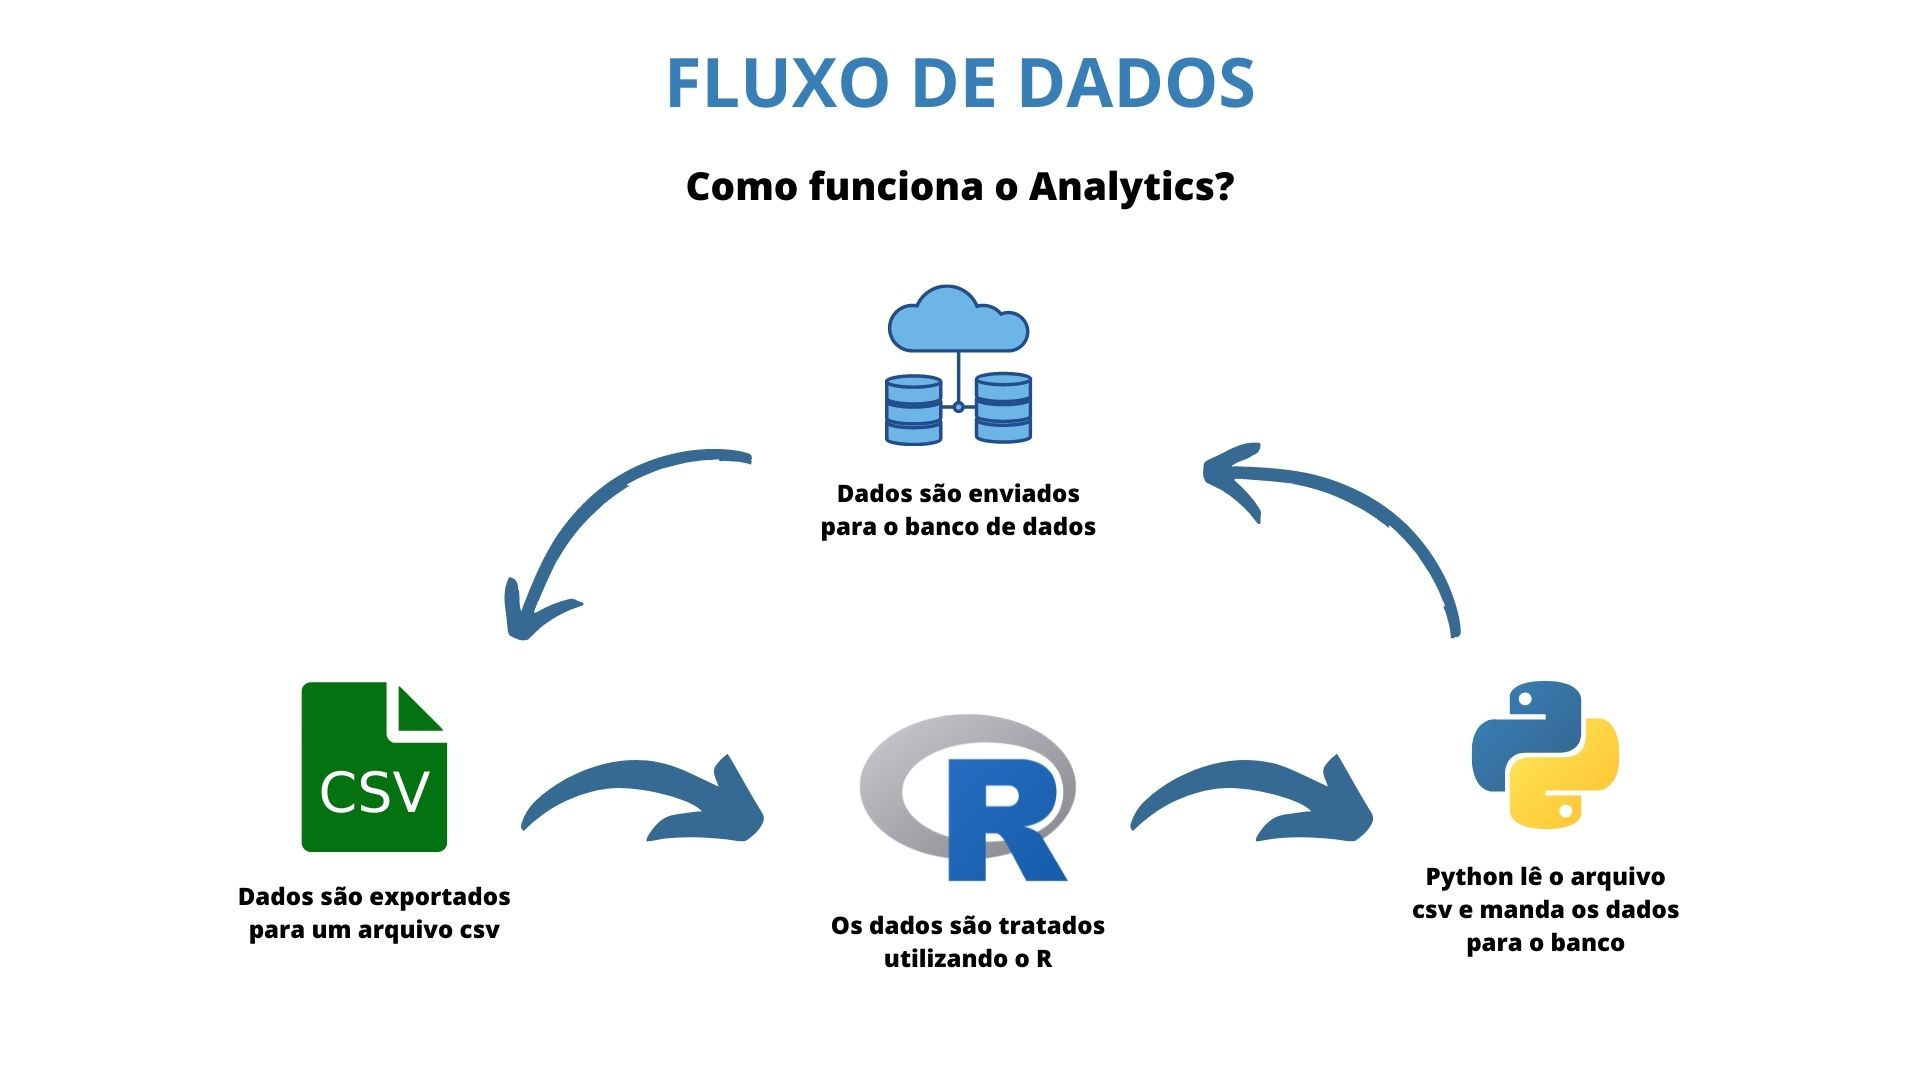 FLUXO DE DADOS
Como funciona o Analytics?
Dados são enviados
para o banco de dados
CSV
Dados são exportados
para um arquivo csv
R
Os dados são tratados
utilizando o R
Python lê o arquivo
csv e manda os dados
para o banco